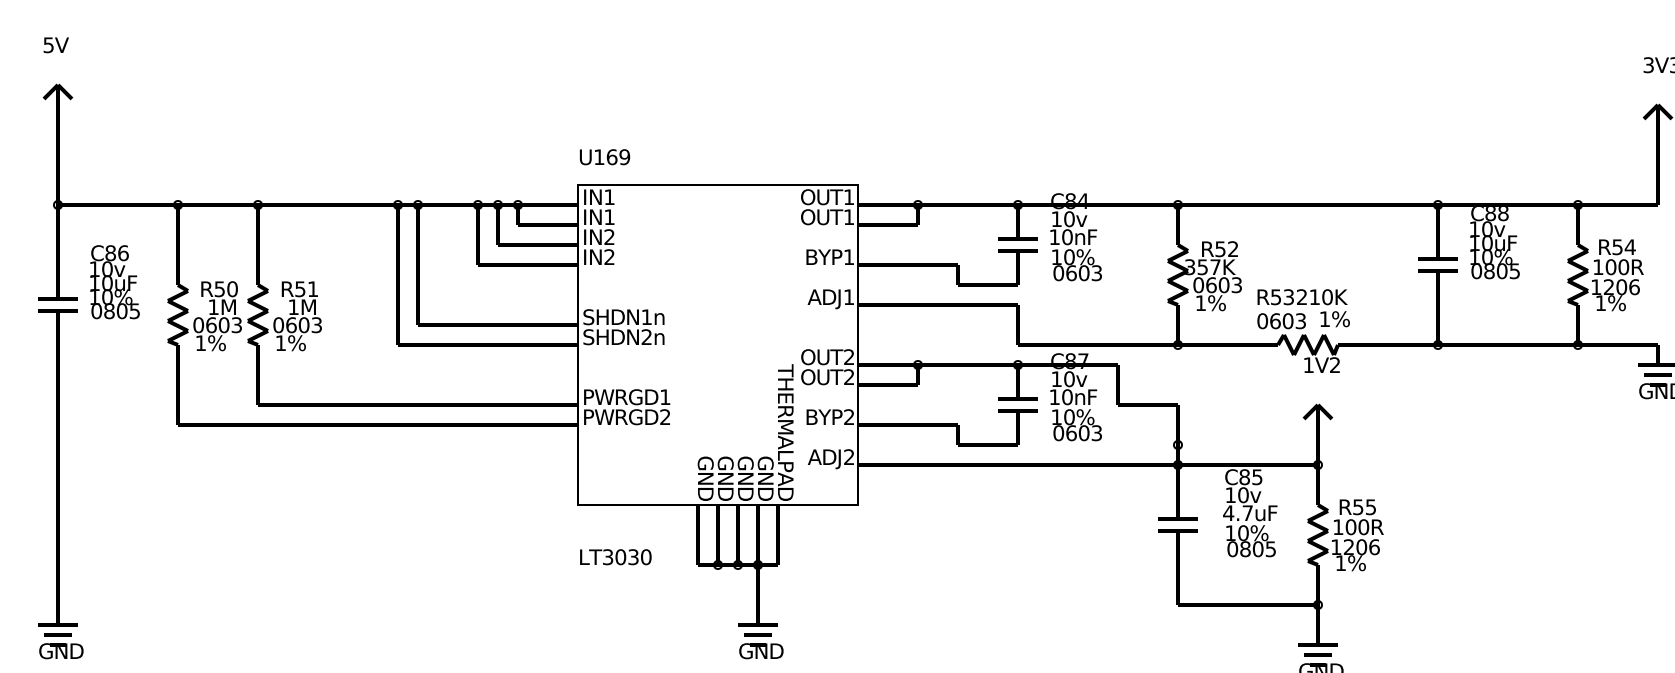 5V
3V3
U169
IN1
IN1
IN2
IN2
SHDN1n
SHDN2n
PWRGD1
PWRGD2
OUT1
OUT1
BYP1
ADJ1
OUT2
OUT2
BYP2
ADJ2
THERMALPAD
GND
GND
GND
GND
LT3030
C86
10v
10uF
10%
0805
R50
1M
0603
1%
R51
1M
0603
1%
C84
10v
10nF
10%
0603
R52
357K
0603
1%
R53210K
0603 1%
C88
10v
10uF
10%
0805
R54
100R
1206
1%
GND
1V2
C87
10v
10nF
10%
0603
C85
10v
4.7uF
10%
0805
R55
100R
1206
1%
GND
GND
GND